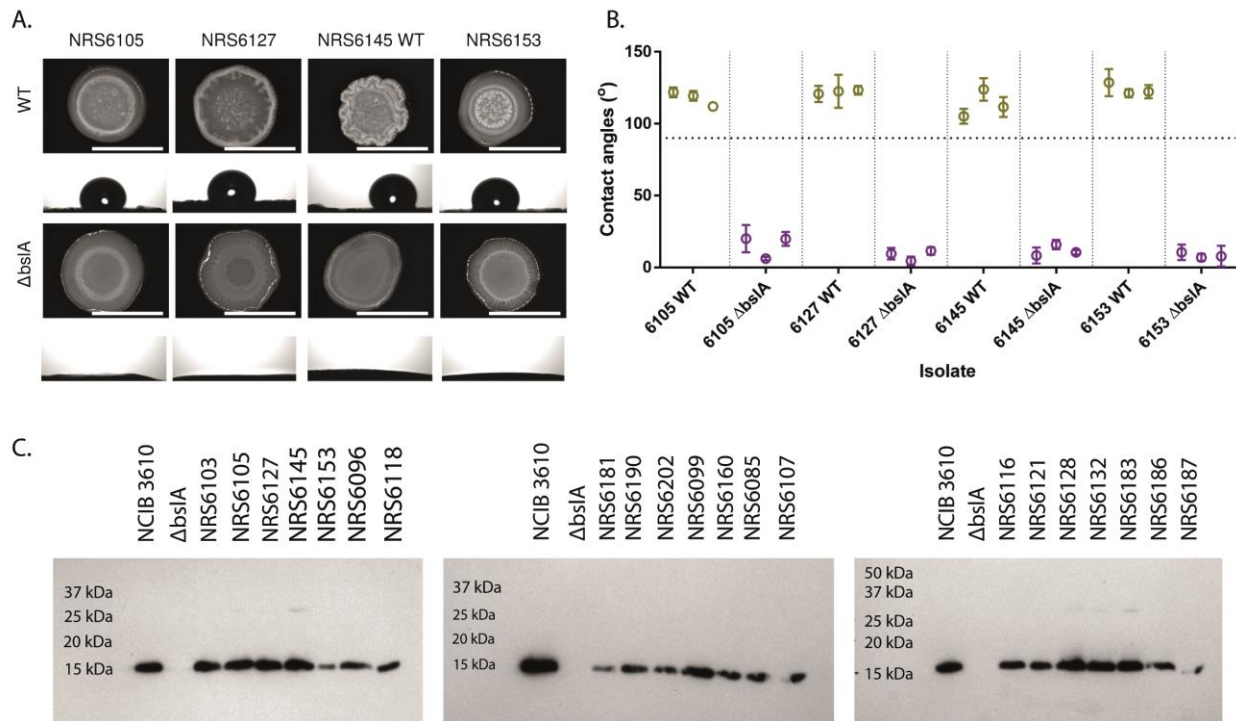 A.
NRS6105 NRS6127 NRS6145 WT NRS6153
WT
ΔbslA
B.
Contact angles (°)
150
100
50
0
6105 WT
6105 ΔbslA
6127 WT
6127 ΔbslA
6145 WT
6145 ΔbslA
6153 WT
6153 ΔbslA
Isolate
C.
NCIB 3610
ΔbslA
NRS6103
NRS6105
NRS6127
NRS6145
NRS6153
NRS6096
NRS6118
37 kDa
25 kDa
20 kDa
15 kDa
NCIB 3610
ΔbslA
NRS6181
NRS6190
NRS6202
NRS6099
NRS6160
NRS6085
NRS6107
37 kDa
25 kDa
20 kDa
15 kDa
NCIB 3610
ΔbslA
NRS6116
NRS6121
NRS6128
NRS6132
NRS6183
NRS6186
NRS6187
50 kDa
37 kDa
25 kDa
20 kDa
15 kDa